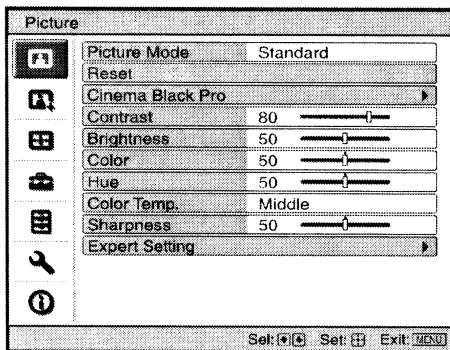 Picture
Picture Mode Standard
Reset
Cinema Black Pro
Contrast 80
Brightness 50
Color 50
Hue 50
Color Temp. Middle
Sharpness 50
Expert Setting
Sel: Set: Exit: MENU